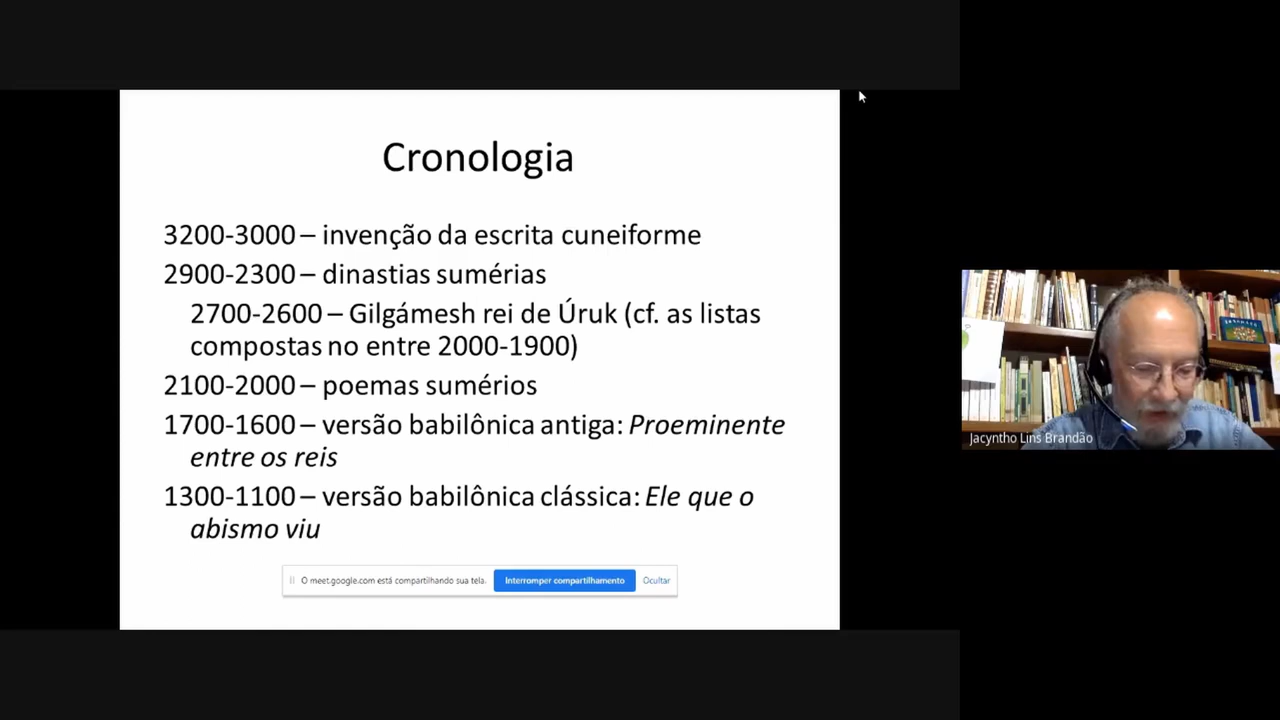 Cronologia
3200-3000 – invenção da escrita cuneiforme
2900-2300 – dinastias sumérias
2700-2600 – Gilgámesh rei de Úruk (cf. as listas
compostas no entre 2000-1900)
2100-2000 – poemas sumérios
1700-1600 – versão babilônica antiga: Proeminente
entre os reis
1300-1100 – versão babilônica clássica: Ele que o
abismo viu
O meet.google.com está compartilhando sua tela. Interromper compartilhamento Ocultar
Jacyntho Lins Brandão